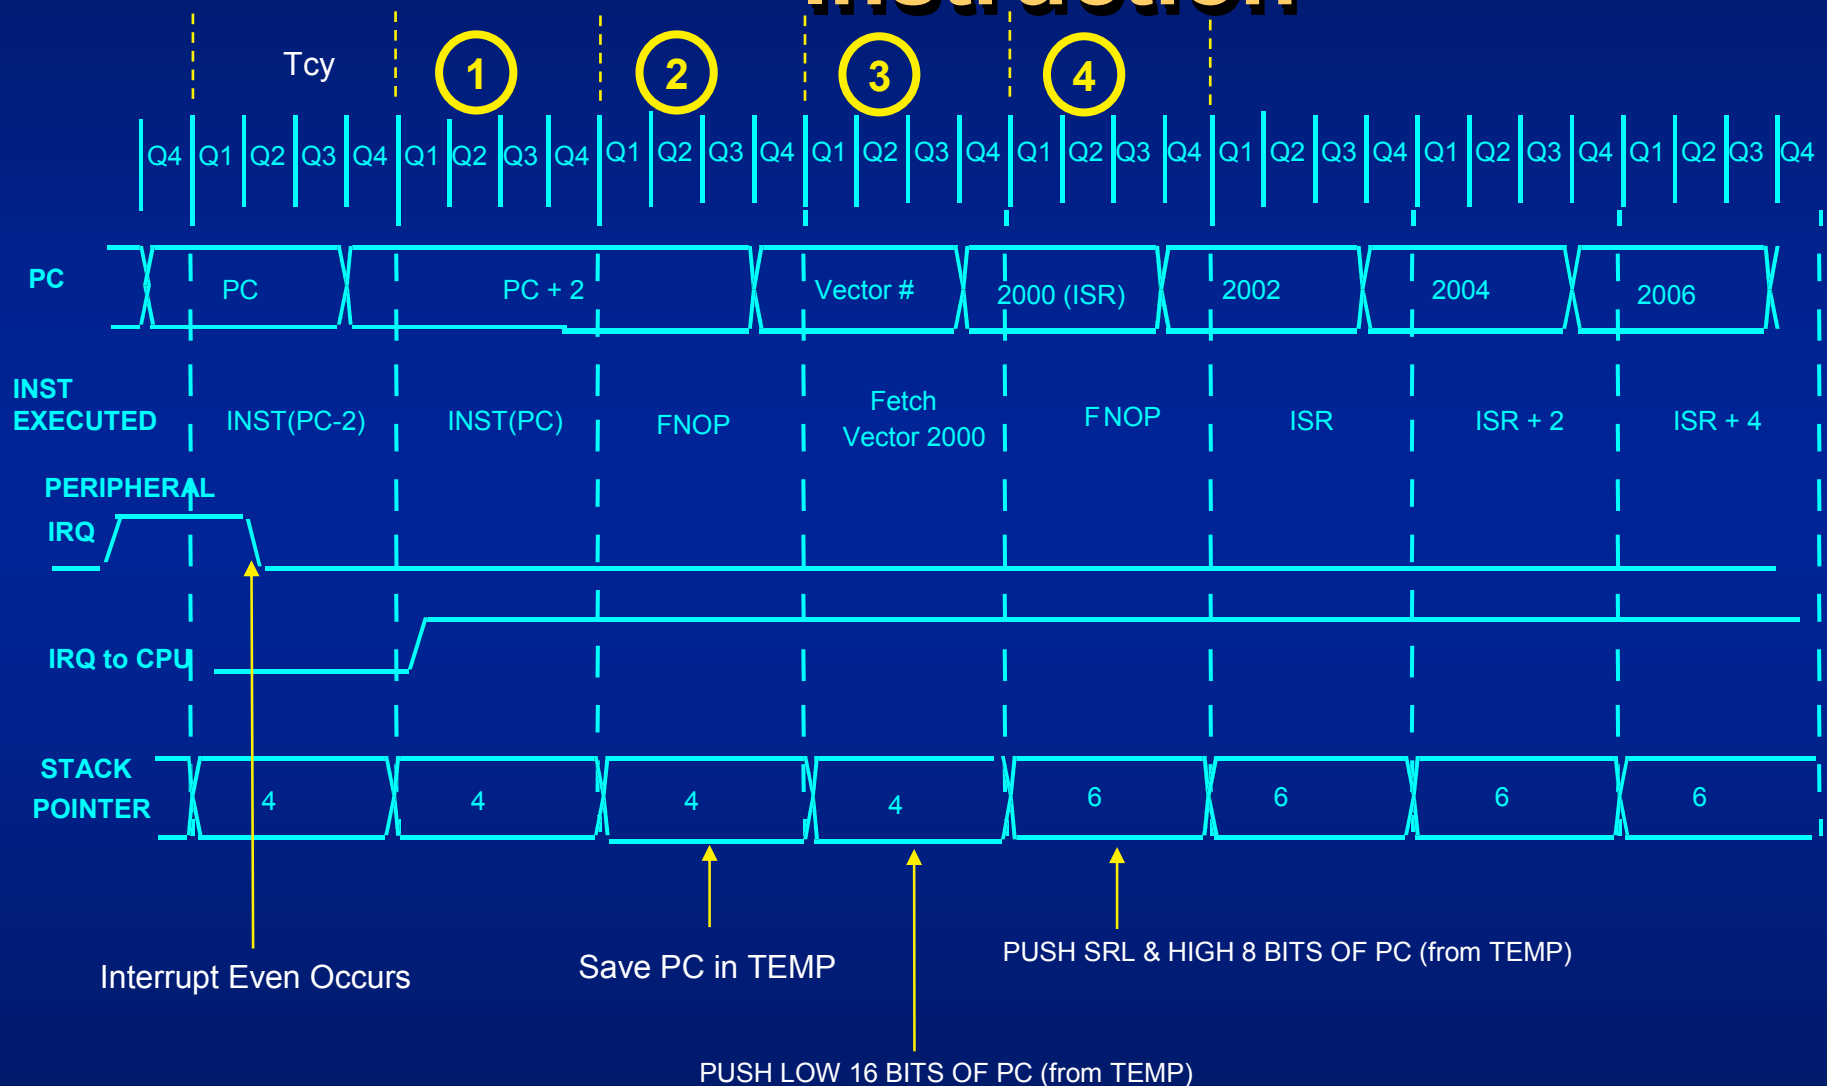 Instruction
Tcy 1 2 3 4
Q4 Q1 Q2 Q3 Q4 Q1 Q2 Q3 Q4 Q1 Q2 Q3 Q4 Q1 Q2 Q3 Q4 Q1 Q2 Q3 Q4 Q1 Q2 Q3 Q4 Q1 Q2 Q3 Q4 Q1 Q2 Q3 Q4
PC PC PC + 2 Vector # 2000 (ISR) 2002 2004 2006
INST
EXECUTED INST(PC-2) INST(PC) FNOP Fetch
Vector 2000 FNOP ISR ISR + 2 ISR + 4
PERIPHERAL
IRQ
IRQ to CPU
STACK
POINTER 4 4 4 4 6 6 6 6
Interrupt Even Occurs
Save PC in TEMP
PUSH SRL & HIGH 8 BITS OF PC (from TEMP)
PUSH LOW 16 BITS OF PC (from TEMP)